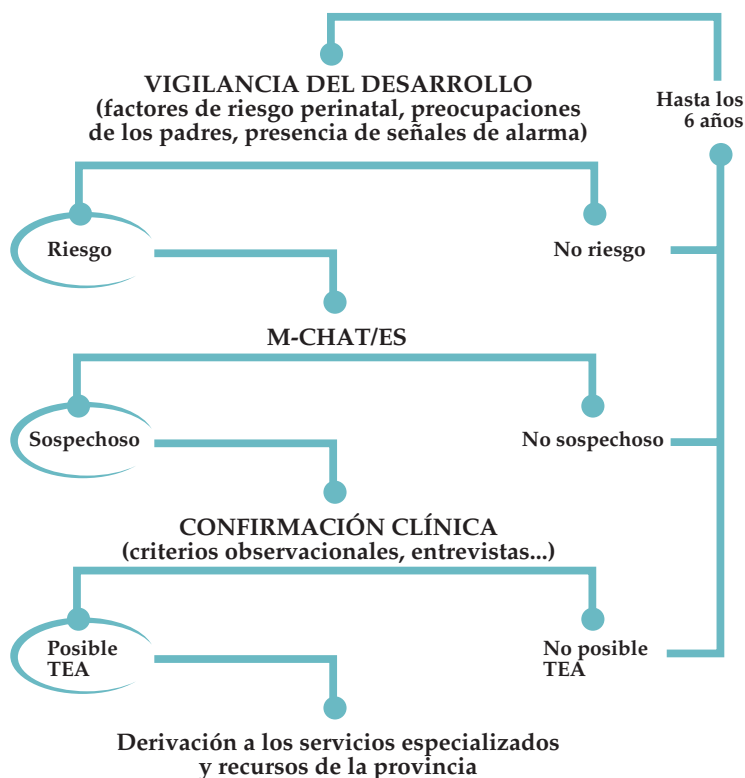 VIGILANCIA DEL DESARROLLO
(factores de riesgo perinatal, preocupaciones
de los padres, presencia de señales de alarma)
Hasta los
6 años
Riesgo
No riesgo
M-CHAT/ES
Sospechoso
No sospechoso
CONFIRMACIÓN CLÍNICA
(criterios observacionales, entrevistas...)
Posible
TEA
No posible
TEA
Derivación a los servicios especializados
y recursos de la provincia